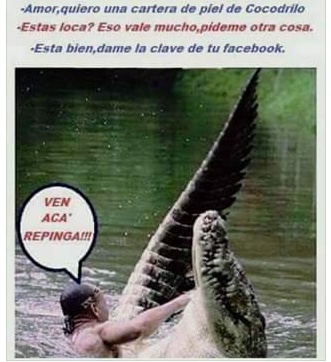 -Amor,quiero una cartera de piel de Cocodrilo
-Estas loca? Eso vale mucho,pideme otra cosa.
-Esta bien,dame la clave de tu facebook.
VEN
ACA'
REPINGA!!!